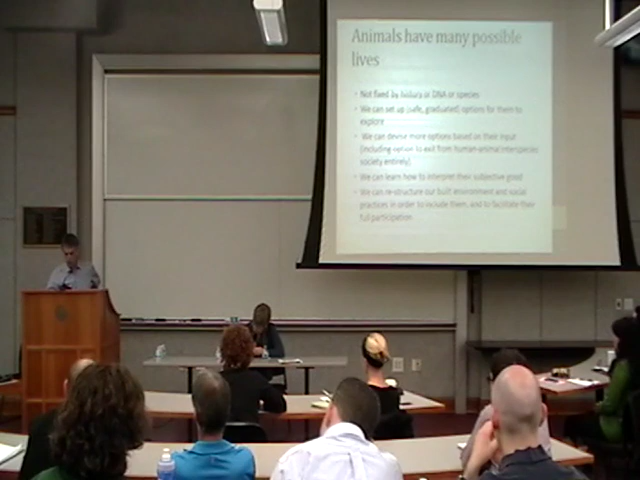 Animals have many possible
lives
• Not fixed by history or DNA or species
• We can set up (safe, graduated) options for them to
explore
• We can devise more options based on their input
(including option to exit from human-animal interspecies
society entirely)
• We can learn how to interpret their subjective good
• We can re-structure our built environment and social
practices in order to include them, and to facilitate their
full participation